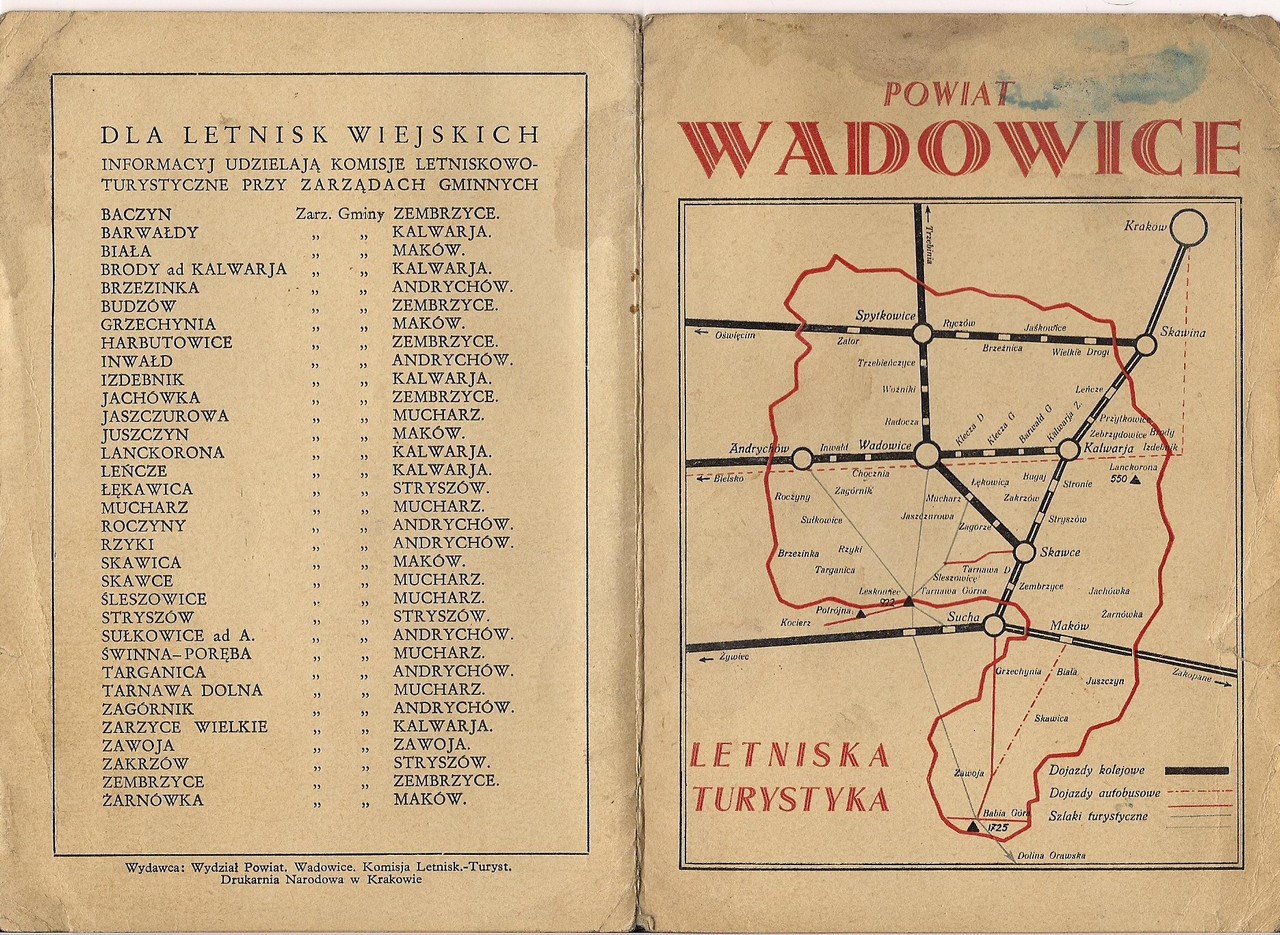 DLA LETNISK WIEJSKICH
INFORMACYJ UDZIELAJĄ KOMISJE LETNISKOWO-
TURYSTYCZNE PRZY ZARZĄDACH GMINNYCH
BACZYN Zarz. Gminy ZEMBRZYCE.
BARWAŁDY „ „ KALWARJA.
BIAŁA „ „ MAKÓW.
BRODY ad KALWARJA „ „ KALWARJA.
BRZEZINKA „ „ ANDRYCHÓW.
BUDZÓW „ „ ZEMBRZYCE.
GRZECHYNIA „ „ MAKÓW.
HARBUTOWICE „ „ ZEMBRZYCE.
INWAŁD „ „ ANDRYCHÓW.
IZDEBNIK „ „ KALWARJA.
JACHÓWKA „ „ ZEMBRZYCE.
JASZCZUROWA „ „ MUCHARZ.
JUSZCZYN „ „ MAKÓW.
LANCKORONA „ „ KALWARJA.
LEŃCZE „ „ KALWARJA.
ŁĘKAWICA „ „ STRYSZÓW.
MUCHARZ „ „ MUCHARZ.
ROCZYNY „ „ ANDRYCHÓW.
RZYKI „ „ ANDRYCHÓW.
SKAWICA „ „ MAKÓW.
SKAWCE „ „ MUCHARZ.
ŚLESZOWICE „ „ MUCHARZ.
STRYSZÓW „ „ STRYSZÓW.
SUŁKOWICE ad A. „ „ ANDRYCHÓW.
ŚWINNA-PORĘBA „ „ MUCHARZ.
TARGANICA „ „ ANDRYCHÓW.
TARNAWA DOLNA „ „ MUCHARZ.
ZAGÓRNIK „ „ ANDRYCHÓW.
ZARZYCE WIELKIE „ „ KALWARJA.
ZAWOJA „ „ ZAWOJA.
ZAKRZÓW „ „ STRYSZÓW.
ZEMBRZYCE „ „ ZEMBRZYCE.
ŻARNÓWKA „ „ MAKÓW.
Wydawca: Wydział Powiat. Wadowice. Komisja Letnisk.-Turyst.
Drukarnia Narodowa w Krakowie
POWIAT
WADOWICE
Kraków
Trzebinia
Spytkowice
Ryczów
Jaśkowice
Skawina
Oświęcim
Zator
Brzeźnica
Wielkie Drogi
Trzebieńczyce
Woźniki
Leńcze
Radocza
Klecza D
Klecza G
Barwałd G
Kalwarja Z.
Przytkowice
Zebrzydowice
Brody
Andrychów
Inwałd
Wadowice
Kalwarja
Izdebnik
Bielsko
Chocznia
Lanckorona
550
Roczyny
Zagórnik
Łękawica
Bugaj
Stronie
Mucharz
Zakrzów
Sułkowice
Jaszczurowa
Zagórze
Stryszów
Brzezinka
Rzyki
Skawce
Targanica
Tarnawa D
Śleszowice
Leskowiec
922
Tarnawa Górna
Zembrzyce
Jachówka
Potrójna
Kocierz
Sucha
Maków
Żarnówka
Żywiec
Grzechynia
Biała
Juszczyn
Zakopane
Skawica
LETNISKA
TURYSTYKA
Zawoja
Dojazdy kolejowe
Dojazdy autobusowe
Szlaki turystyczne
Babia Góra
1725
Dolina Orawska